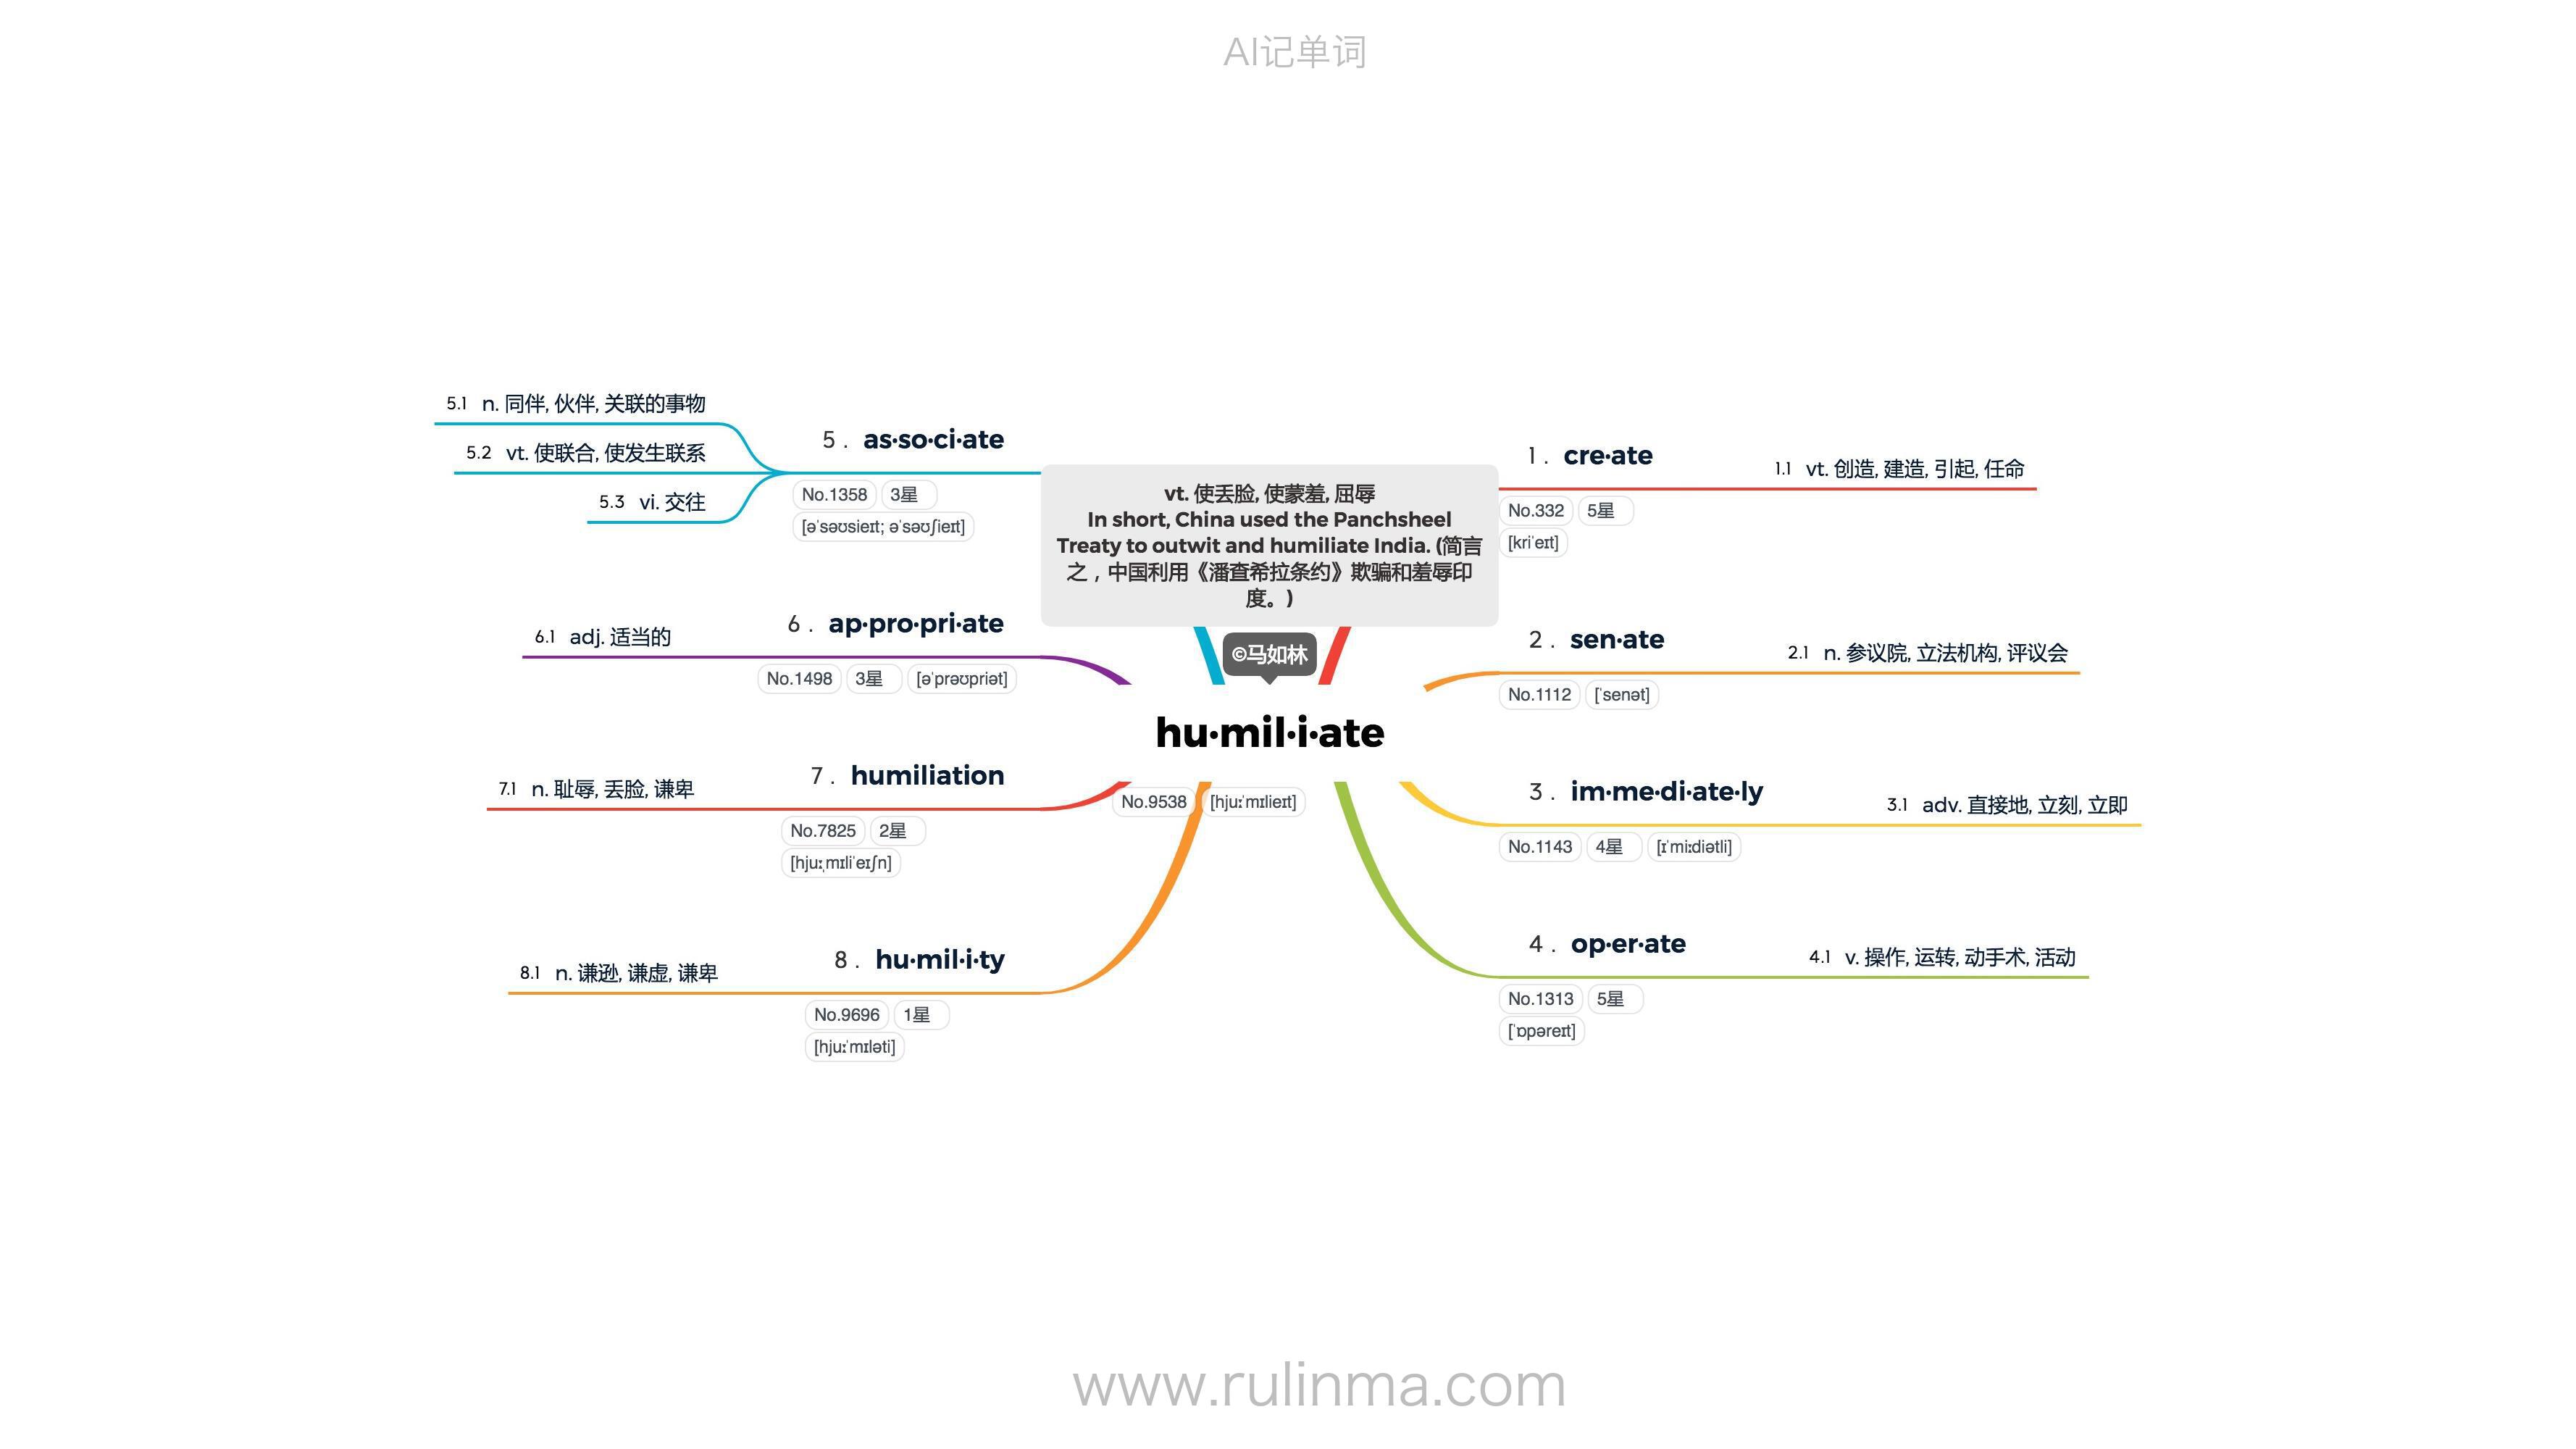 AI记单词
vt. 使丢脸, 使蒙羞, 屈辱
In short, China used the Panchsheel
Treaty to outwit and humiliate India. (简言
之，中国利用《潘查希拉条约》欺骗和羞辱印
度。)
©马如林
hu·mil·i·ate
No.9538 [hjuːˈmɪlieɪt]
1 . cre·ate
No.332 5星
[kriˈeɪt]
1.1 vt. 创造, 建造, 引起, 任命
2 . sen·ate
No.1112 [ˈsenət]
2.1 n. 参议院, 立法机构, 评议会
3 . im·me·di·ate·ly
No.1143 4星 [ɪˈmiːdiətli]
3.1 adv. 直接地, 立刻, 立即
4 . op·er·ate
No.1313 5星
[ˈɒpəreɪt]
4.1 v. 操作, 运转, 动手术, 活动
5 . as·so·ci·ate
No.1358 3星
[əˈsəʊsieɪt; əˈsəʊʃieɪt]
5.1 n. 同伴, 伙伴, 关联的事物
5.2 vt. 使联合, 使发生联系
5.3 vi. 交往
6 . ap·pro·pri·ate
No.1498 3星 [əˈprəʊpriət]
6.1 adj. 适当的
7 . humiliation
No.7825 2星
[hjuːˌmɪliˈeɪʃn]
7.1 n. 耻辱, 丢脸, 谦卑
8 . hu·mil·i·ty
No.9696 1星
[hjuːˈmɪləti]
8.1 n. 谦逊, 谦虚, 谦卑
www.rulinma.com